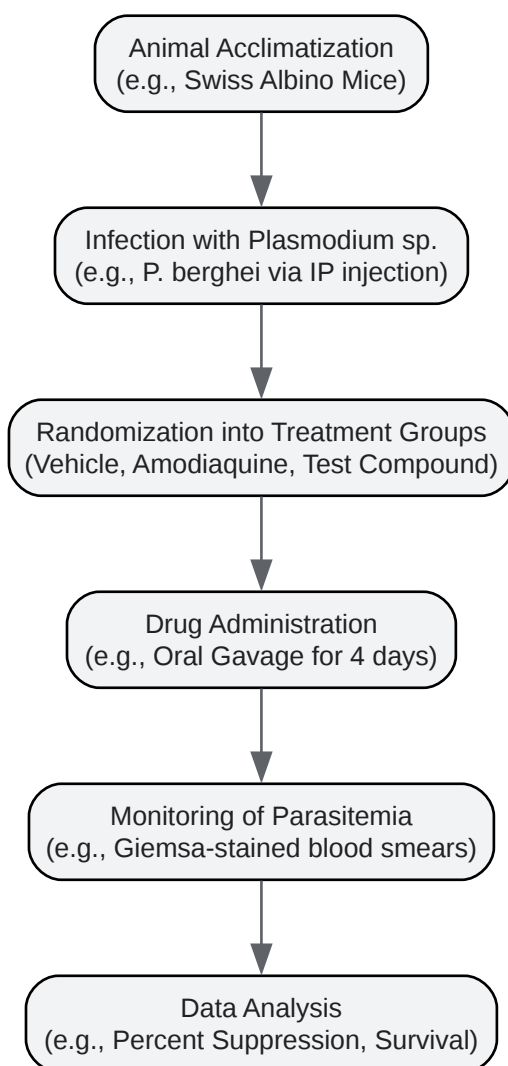 Animal Acclimatization
(e.g., Swiss Albino Mice)
Infection with Plasmodium sp.
(e.g., P. berghei via IP injection)
Randomization into Treatment Groups
(Vehicle, Amodiaquine, Test Compound)
Drug Administration
(e.g., Oral Gavage for 4 days)
Monitoring of Parasitemia
(e.g., Giemsa-stained blood smears)
Data Analysis
(e.g., Percent Suppression, Survival)